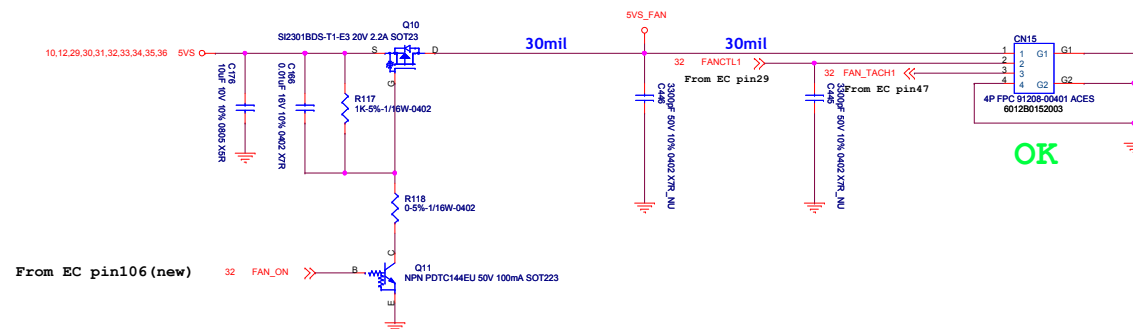 Q10
SI2301BDS-T1-E3 20V 2.2A SOT23
5VS_FAN
10,12,29,30,31,32,33,34,35,36 5VS
S
D
G
30mil
30mil
CN15
1
2
3
4
1
2
3
4
G1
G2
G1
G2
32 FANCTL1
From EC pin29
32 FAN_TACH1
From EC pin47
4P FPC 91208-00401 ACES
6012B0152003
OK
C176
10uF 10V 10% 0805 X5R
C166
0.01uF 16V 10% 0402 X7R
R117
1K-5%-1/16W-0402
C446
3300pF 50V 10% 0402 X7R_NU
C445
3300pF 50V 10% 0402 X7R_NU
R118
0-5%-1/16W-0402
From EC pin106(new)
32 FAN_ON
B
C
E
Q11
NPN PDTC144EU 50V 100mA SOT223